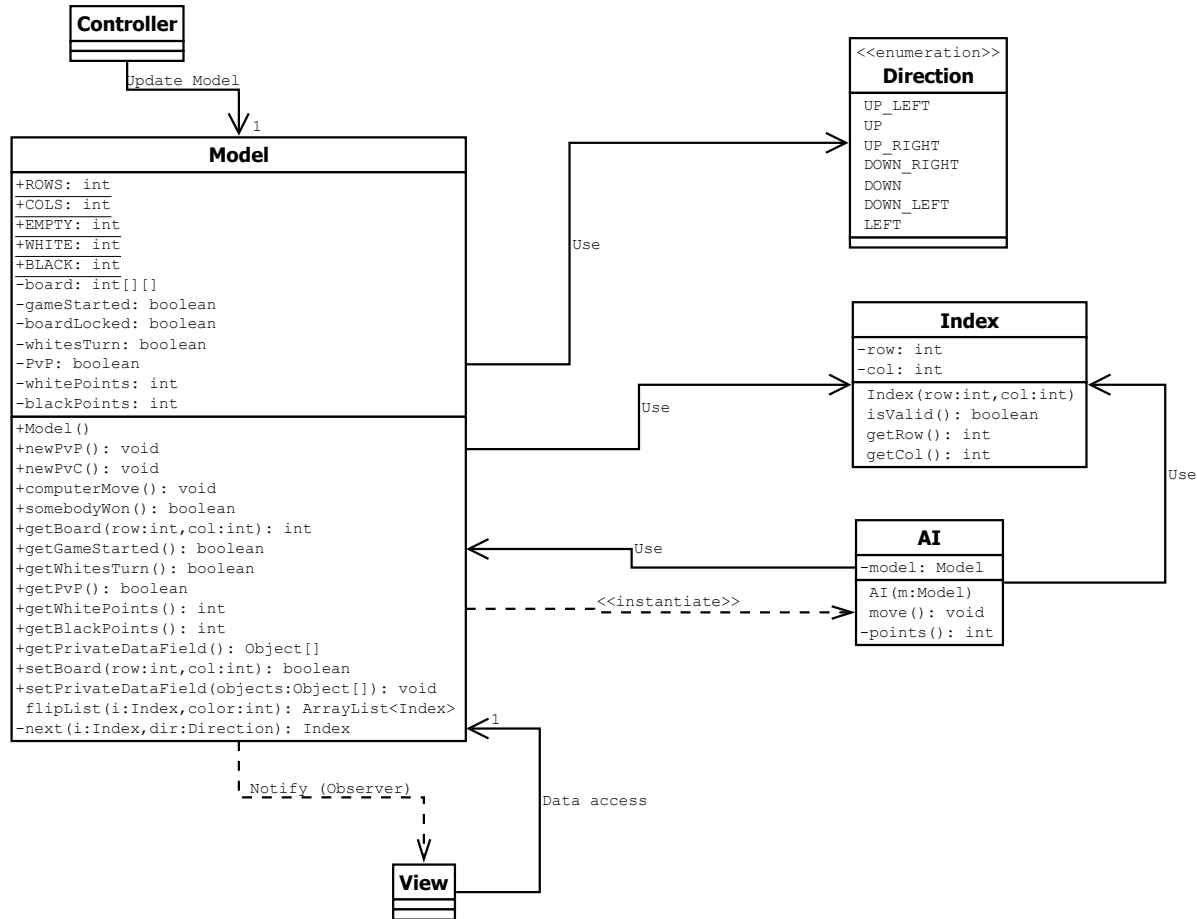 Controller
Update Model
1
Model
+ROWS: int
+COLS: int
+EMPTY: int
+WHITE: int
+BLACK: int
-board: int[][]
-gameStarted: boolean
-boardLocked: boolean
-whitesTurn: boolean
-PvP: boolean
-whitePoints: int
-blackPoints: int
+Model()
+newPvP(): void
+newPvC(): void
+computerMove(): void
+somebodyWon(): boolean
+getBoard(row:int,col:int): int
+getGameStarted(): boolean
+getWhitesTurn(): boolean
+getPvP(): boolean
+getWhitePoints(): int
+getBlackPoints(): int
+getPrivateDataField(): Object[]
+setBoard(row:int,col:int): boolean
+setPrivateDataField(objects:Object[]): void
flipList(i:Index,color:int): ArrayList<Index>
-next(i:Index,dir:Direction): Index
<<enumeration>>
Direction
UP_LEFT
UP
UP_RIGHT
DOWN_RIGHT
DOWN
DOWN_LEFT
LEFT
Use
Index
-row: int
-col: int
Index(row:int,col:int)
isValid(): boolean
getRow(): int
getCol(): int
Use
Use
AI
-model: Model
AI(m:Model)
move(): void
-points(): int
Use
<<instantiate>>
1
Notify (Observer)
Data access
View